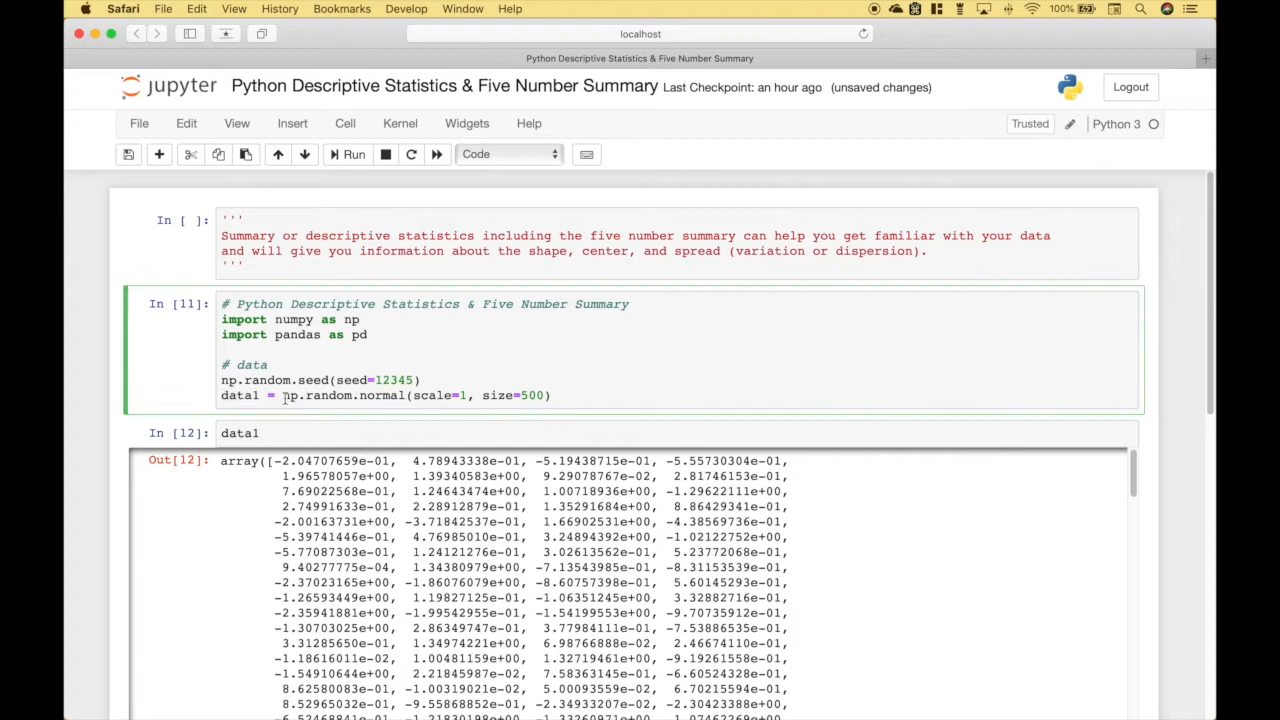 Safari File Edit View History Bookmarks Develop Window Help 100%
localhost
Python Descriptive Statistics & Five Number Summary
jupyter Python Descriptive Statistics & Five Number Summary Last Checkpoint: an hour ago (unsaved changes) Logout
File Edit View Insert Cell Kernel Widgets Help Trusted Python 3
Run Code
In [ ]: '''
Summary or descriptive statistics including the five number summary can help you get familiar with your data
and will give you information about the shape, center, and spread (variation or dispersion).
'''
In [11]: # Python Descriptive Statistics & Five Number Summary
import numpy as np
import pandas as pd
# data
np.random.seed(seed=12345)
data1 = np.random.normal(scale=1, size=500)
In [12]: data1
Out[12]: array([-2.04707659e-01, 4.78943338e-01, -5.19438715e-01, -5.55730304e-01,
1.96578057e+00, 1.39340583e+00, 9.29078767e-02, 2.81746153e-01,
7.69022568e-01, 1.24643474e+00, 1.00718936e+00, -1.29622111e+00,
2.74991633e-01, 2.28912879e-01, 1.35291684e+00, 8.86429341e-01,
-2.00163731e+00, -3.71842537e-01, 1.66902531e+00, -4.38569736e-01,
-5.39741446e-01, 4.76985010e-01, 3.24894392e+00, -1.02122752e+00,
-5.77087303e-01, 1.24121276e-01, 3.02613562e-01, 5.23772068e-01,
9.40277775e-04, 1.34380979e+00, -7.13543985e-01, -8.31153539e-01,
-2.37023165e+00, -1.86076079e+00, -8.60757398e-01, 5.60145293e-01,
-1.26593449e+00, 1.19827125e-01, -1.06351245e+00, 3.32882716e-01,
-2.35941881e+00, -1.99542955e-01, -1.54199553e+00, -9.70735912e-01,
-1.30703025e+00, 2.86349747e-01, 3.77984111e-01, -7.53886535e-01,
3.31285650e-01, 1.34974221e+00, 6.98766888e-02, 2.46674110e-01,
-1.18616011e-02, 1.00481159e+00, 1.32719461e+00, -9.19261558e-01,
-1.54910644e+00, 2.21845987e-02, 7.58363145e-01, -6.60524328e-01,
8.62580083e-01, -1.00319021e-02, 5.00093559e-02, 6.70215594e-01,
8.52965032e-01, -9.55868852e-01, -2.34933207e-02, -2.30423388e+00,
-6.52468841e-01, -1.21830198e+00, -1.33260971e+00, 1.07462269e+00,